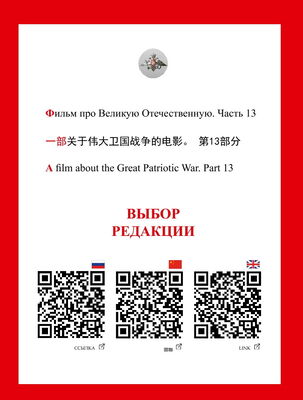 Фильм про Великую Отечественную. Часть 13
一部关于伟大卫国战争的电影。 第13部分
A film about the Great Patriotic War. Part 13
ВЫБОР
РЕДАКЦИИ
ССЫЛКА
LINK